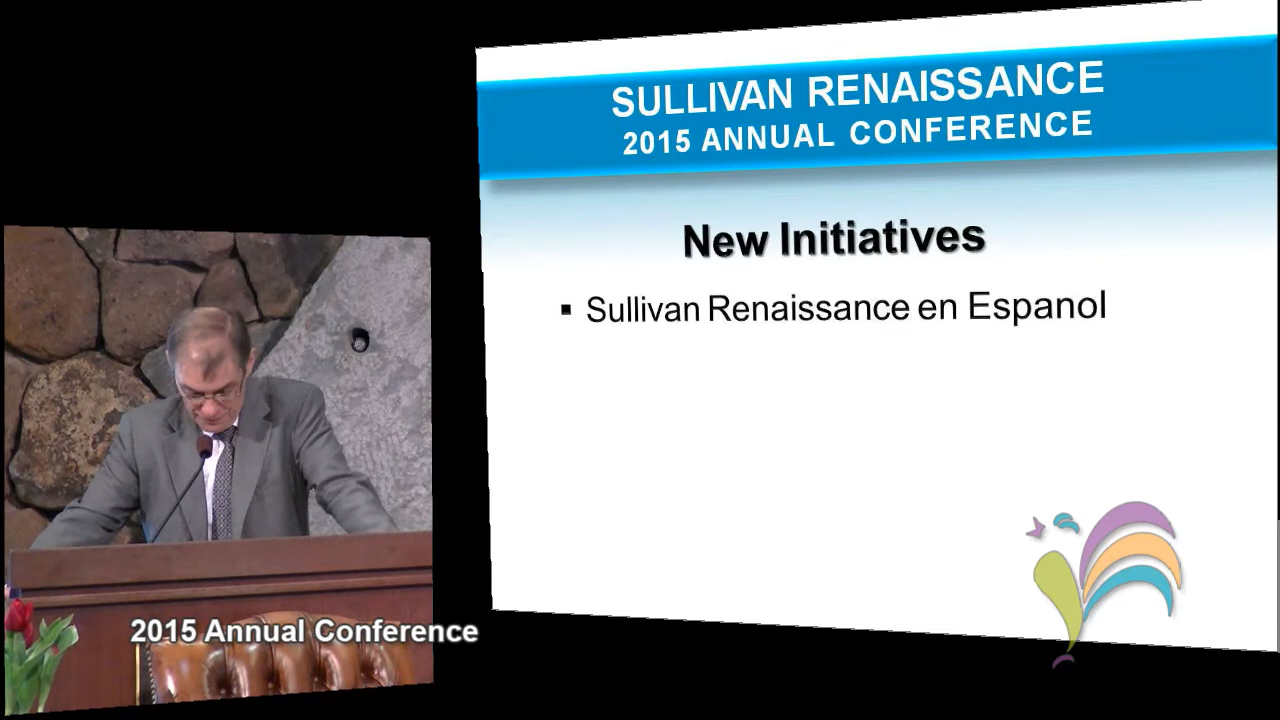 SULLIVAN RENAISSANCE
2015 ANNUAL CONFERENCE
New Initiatives
▪ Sullivan Renaissance en Espanol
2015 Annual Conference